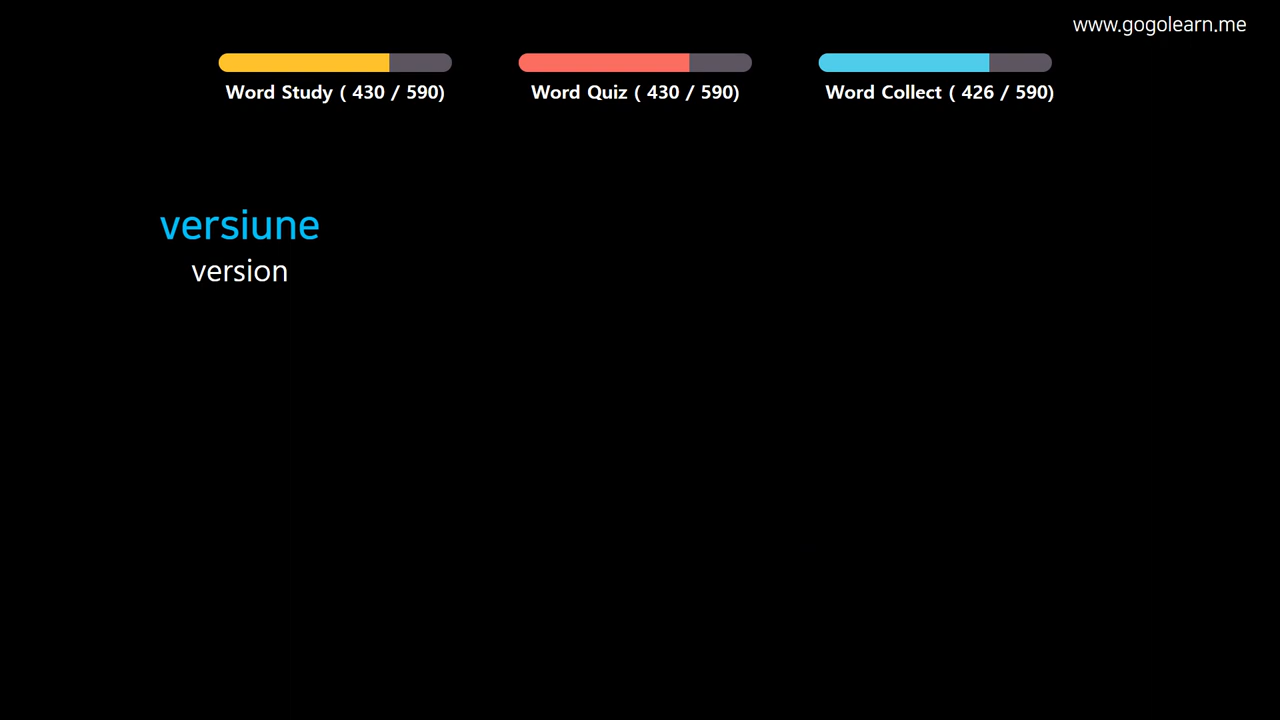 www.gogolearn.me
Word Study ( 430 / 590)
Word Quiz ( 430 / 590)
Word Collect ( 426 / 590)
versiune
version